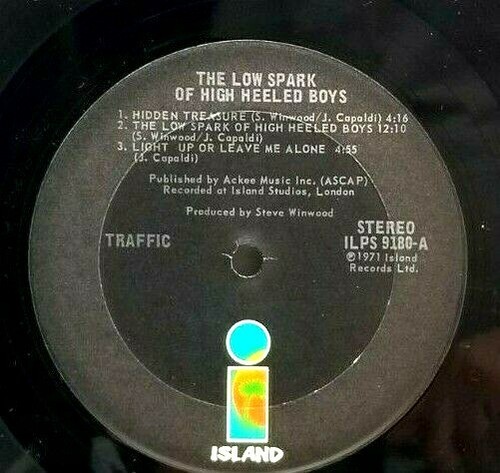 THE LOW SPARK
OF HIGH HEELED BOYS
1. HIDDEN TREASURE (S. Winwood/J. Capaldi) 4:16
2. THE LOW SPARK OF HIGH HEELED BOYS 12:10
(S. Winwood/J. Capaldi)
3. LIGHT UP OR LEAVE ME ALONE 4:55
(J. Capaldi)
Published by Ackee Music Inc. (ASCAP)
Recorded at Island Studios, London
Produced by Steve Winwood
TRAFFIC
STEREO
ILPS 9180-A
℗1971 Island
Records Ltd.
i
ISLAND